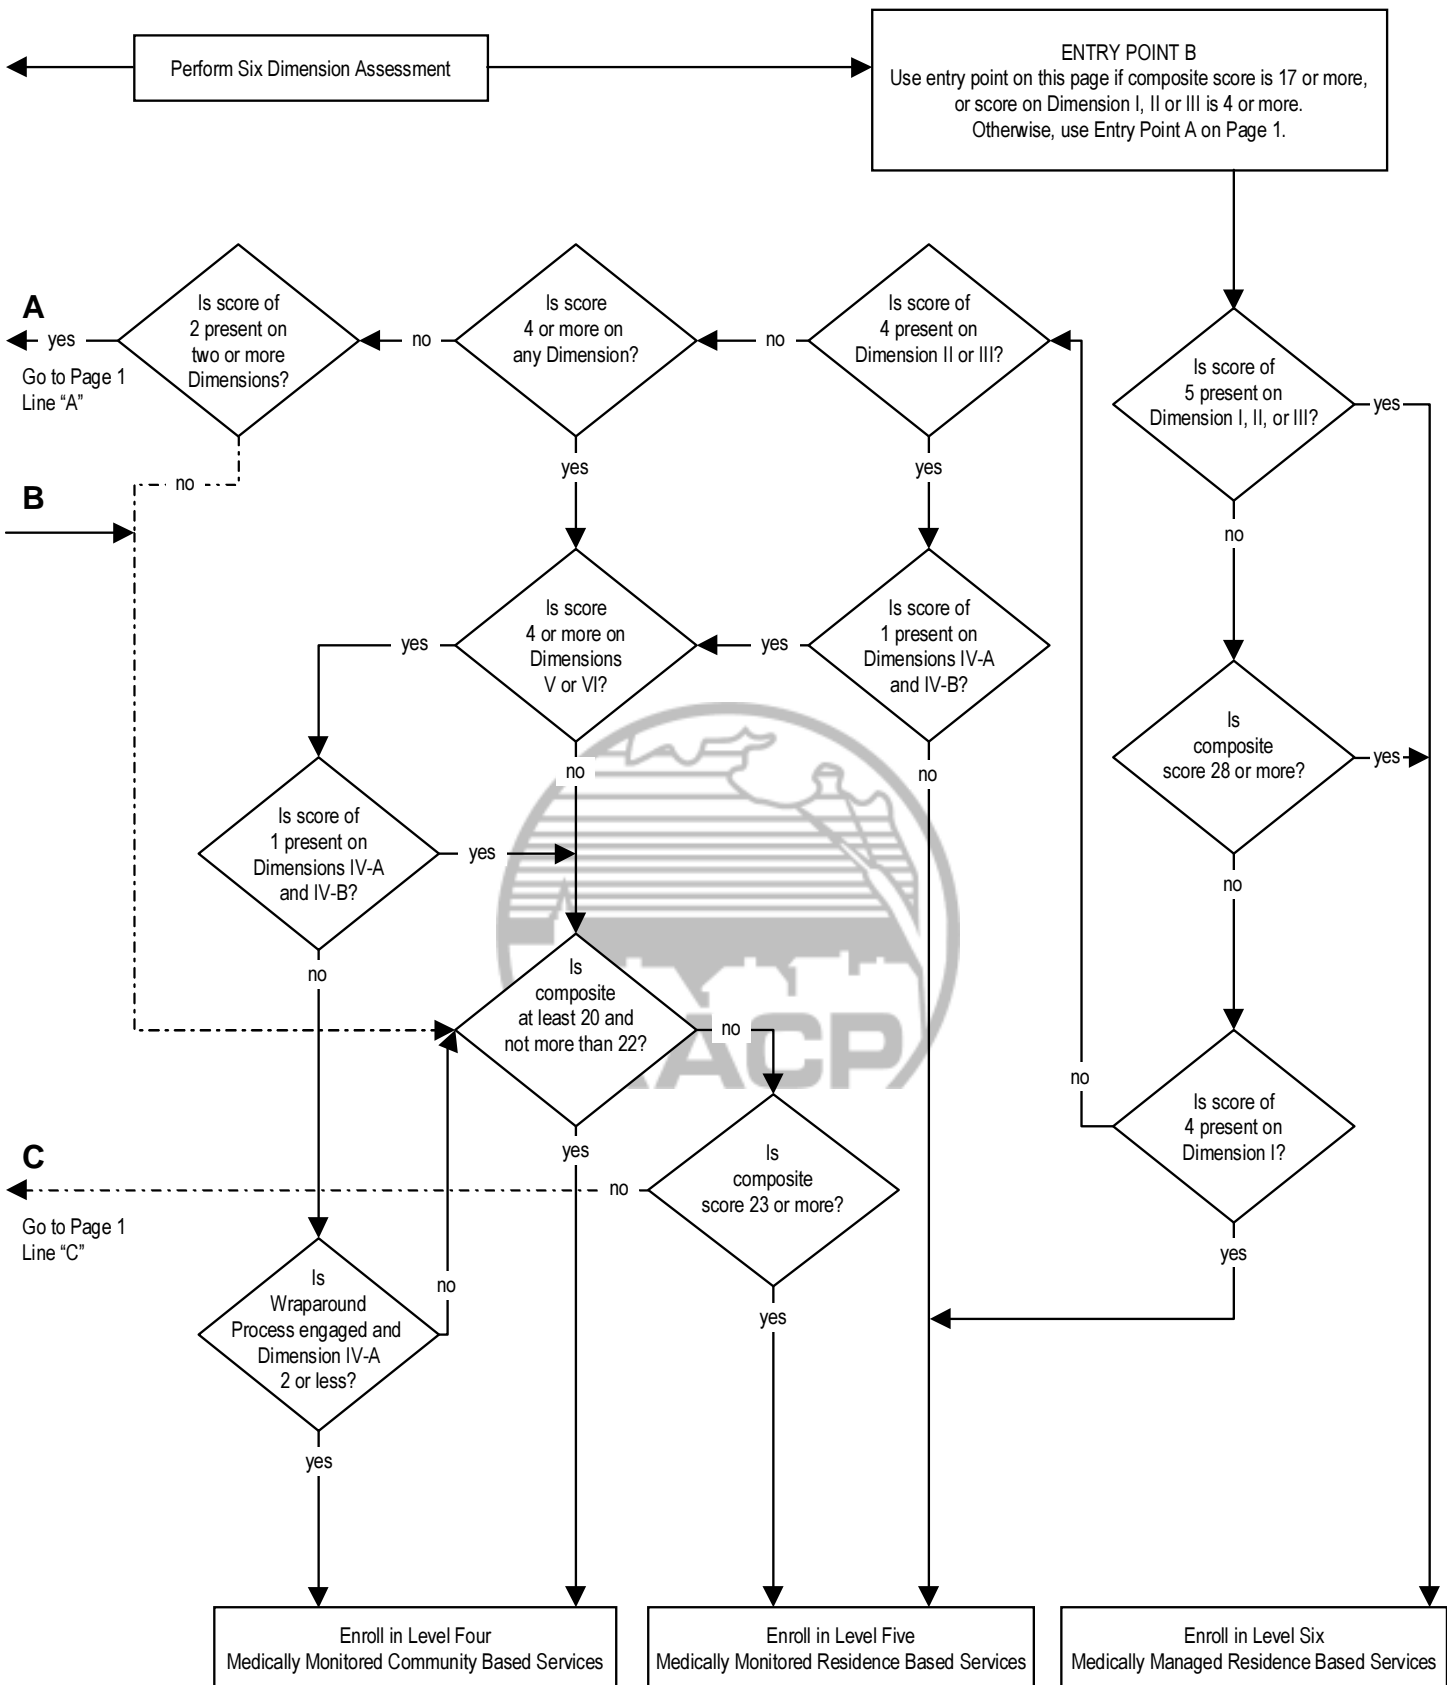 Perform Six Dimension Assessment
ENTRY POINT B
Use entry point on this page if composite score is 17 or more,
or score on Dimension I, II or III is 4 or more.
Otherwise, use Entry Point A on Page 1.
A
yes
Go to Page 1
Line “A”
Is score of
2 present on
two or more
Dimensions?
no
Is score
4 or more on
any Dimension?
no
Is score of
4 present on
Dimension II or III?
Is score of
5 present on
Dimension I, II, or III?
yes
no
B
yes
yes
no
yes
Is score
4 or more on
Dimensions
V or VI?
yes
Is score of
1 present on
Dimensions IV-A
and IV-B?
Is
composite
score 28 or more?
yes
no
no
Is score of
1 present on
Dimensions IV-A
and IV-B?
yes
no
no
Is
composite
at least 20 and
not more than 22?
no
ACP
no
Is score of
4 present on
Dimension I?
yes
C
no
Go to Page 1
Line “C”
Is
composite
score 23 or more?
yes
yes
Is
Wraparound
Process engaged and
Dimension IV-A
2 or less?
no
yes
Enroll in Level Four
Medically Monitored Community Based Services
Enroll in Level Five
Medically Monitored Residence Based Services
Enroll in Level Six
Medically Managed Residence Based Services